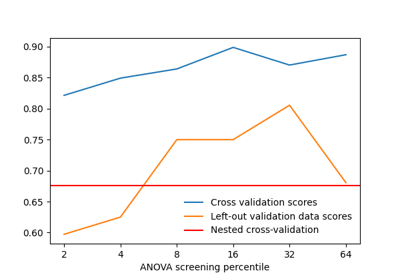 0.90
0.85
0.80
0.75
0.70
0.65
0.60
Cross validation scores
Left-out validation data scores
Nested cross-validation
2 4 8 16 32 64
ANOVA screening percentile